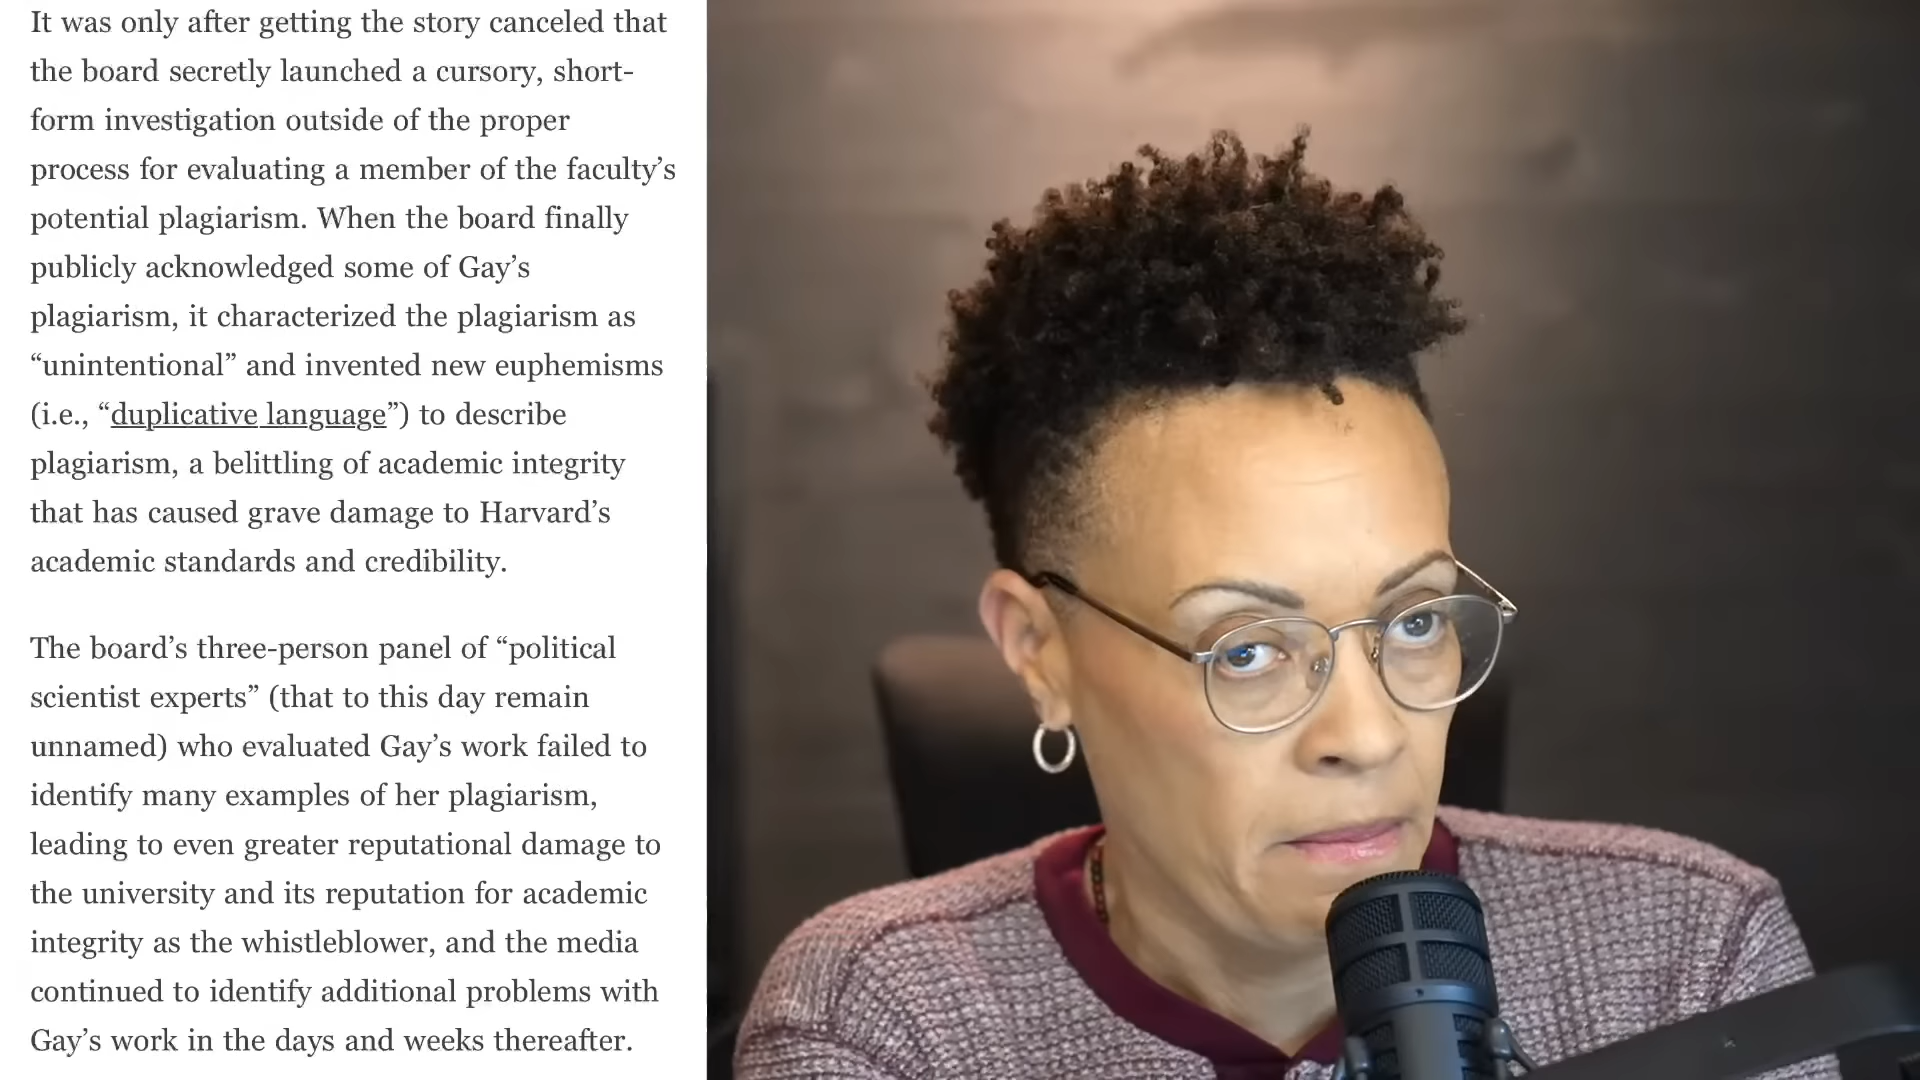 It was only after getting the story canceled that
the board secretly launched a cursory, short-
form investigation outside of the proper
process for evaluating a member of the faculty’s
potential plagiarism. When the board finally
publicly acknowledged some of Gay’s
plagiarism, it characterized the plagiarism as
“unintentional” and invented new euphemisms
(i.e., “duplicative language”) to describe
plagiarism, a belittling of academic integrity
that has caused grave damage to Harvard’s
academic standards and credibility.
The board’s three-person panel of “political
scientist experts” (that to this day remain
unnamed) who evaluated Gay’s work failed to
identify many examples of her plagiarism,
leading to even greater reputational damage to
the university and its reputation for academic
integrity as the whistleblower, and the media
continued to identify additional problems with
Gay’s work in the days and weeks thereafter.